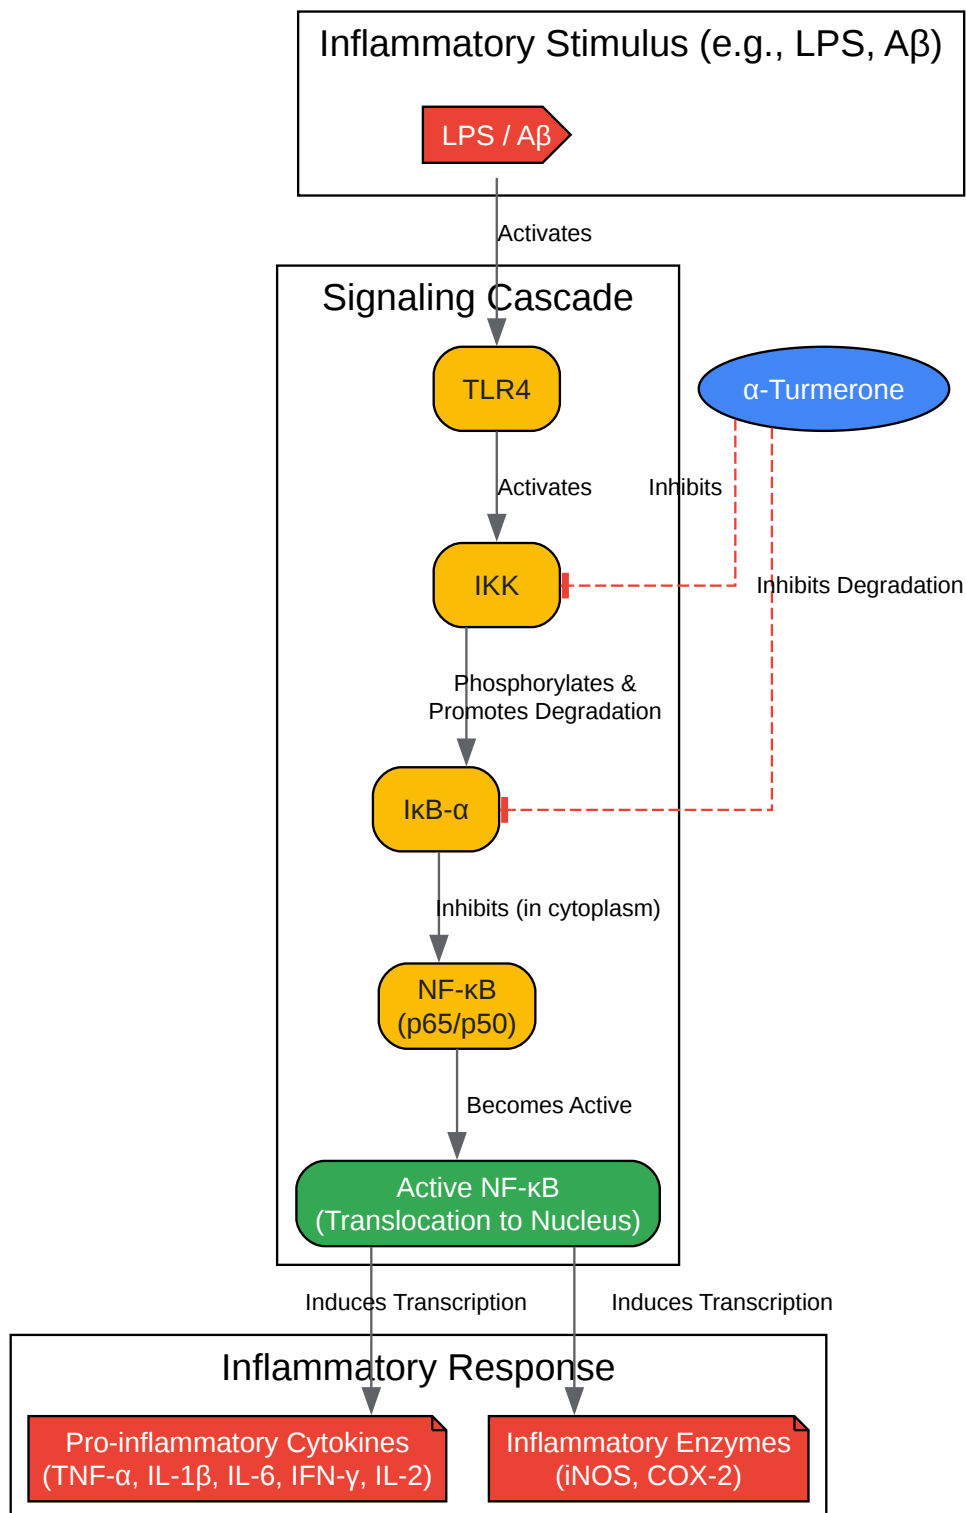 Inflammatory Stimulus (e.g., LPS, Aβ)
LPS / Aβ
Activates
Signaling Cascade
TLR4
α-Turmerone
Activates
Inhibits
IKK
Inhibits Degradation
Phosphorylates &
Promotes Degradation
IκB-α
Inhibits (in cytoplasm)
NF-κB
(p65/p50)
Becomes Active
Active NF-κB
(Translocation to Nucleus)
Induces Transcription
Induces Transcription
Inflammatory Response
Pro-inflammatory Cytokines
(TNF-α, IL-1β, IL-6, IFN-γ, IL-2)
Inflammatory Enzymes
(iNOS, COX-2)